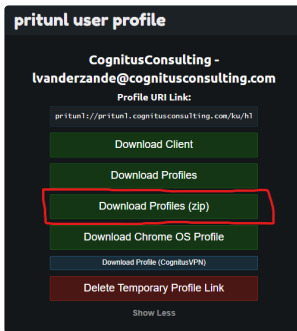 pritunl user profile
CognitusConsulting -
lvanderzande@cognitusconsulting.com
Profile URI Link:
pritunl://pritunl.cognitusconsulting.com/ku/hl
Download Client
Download Profiles
Download Profiles (zip)
Download Chrome OS Profile
Download Profile (CognitusVPN)
Delete Temporary Profile Link
Show Less